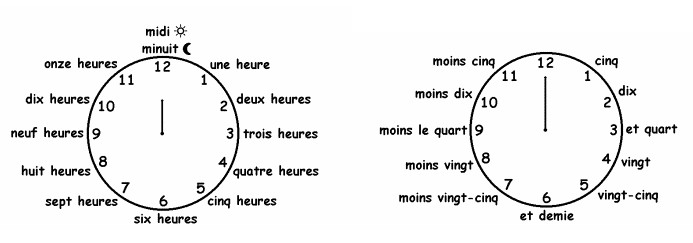 midi
minuit
onze heures
une heure
dix heures
deux heures
neuf heures
trois heures
huit heures
quatre heures
sept heures
cinq heures
six heures
12
11
1
10
2
9
3
8
4
7
5
6
moins cinq
cinq
moins dix
dix
moins le quart
et quart
moins vingt
vingt
moins vingt-cinq
vingt-cinq
et demie
12
11
1
10
2
9
3
8
4
7
5
6